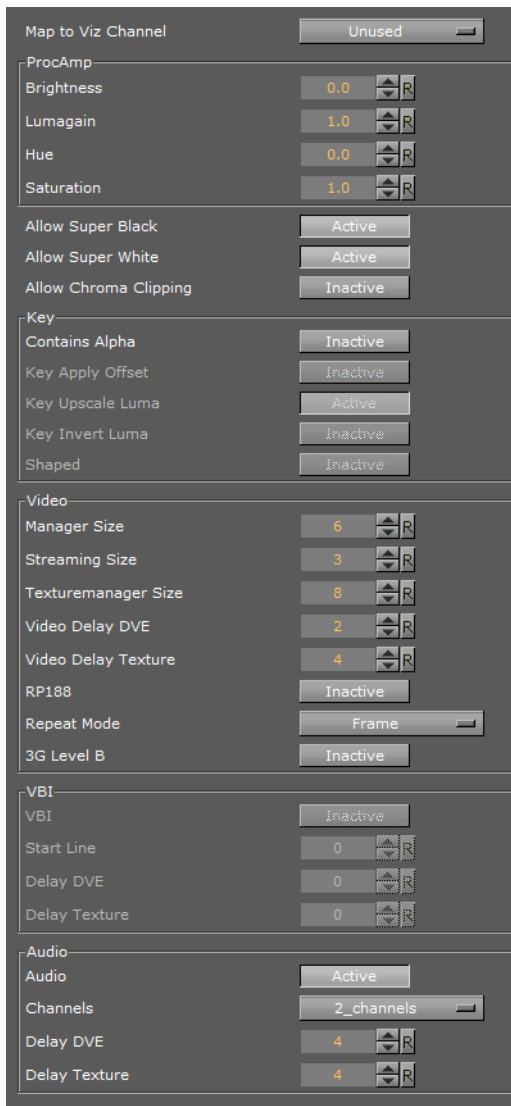 Map to Viz Channel Unused
ProcAmp
Brightness 0.0 R
Lumagain 1.0 R
Hue 0.0 R
Saturation 1.0 R
Allow Super Black Active
Allow Super White Active
Allow Chroma Clipping Inactive
Key
Contains Alpha Inactive
Key Apply Offset Inactive
Key Upscale Luma Active
Key Invert Luma Inactive
Shaped Inactive
Video
Manager Size 6 R
Streaming Size 3 R
Texturemanager Size 8 R
Video Delay DVE 2 R
Video Delay Texture 4 R
RP188 Inactive
Repeat Mode Frame
3G Level B Inactive
VBI
VBI Inactive
Start Line 0 R
Delay DVE 0 R
Delay Texture 0 R
Audio
Audio Active
Channels 2_channels
Delay DVE 4 R
Delay Texture 4 R